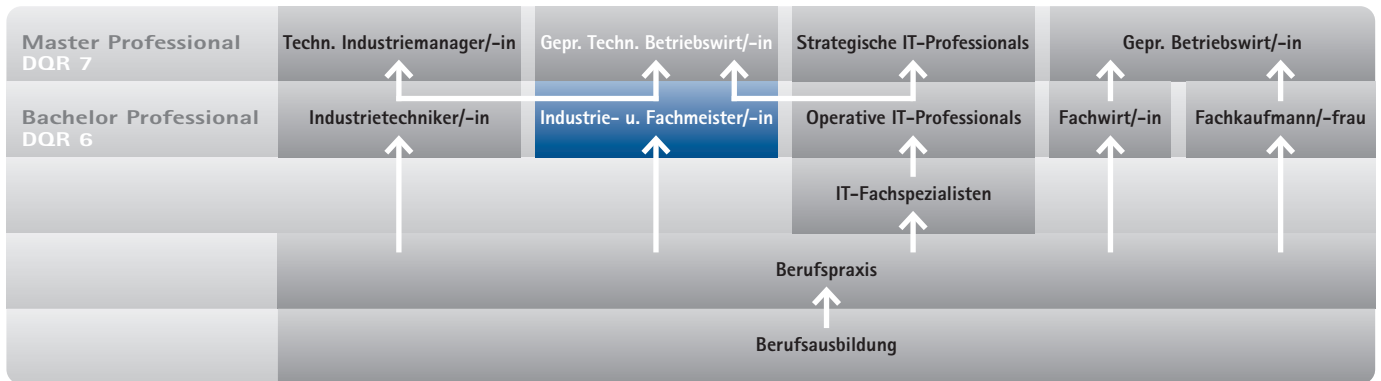 Master Professional
DQR 7
Techn. Industriemanager/-in
Gepr. Techn. Betriebswirt/-in
Strategische IT-Professionals
Gepr. Betriebswirt/-in
Bachelor Professional
DQR 6
Industrietechniker/-in
Industrie- u. Fachmeister/-in
Operative IT-Professionals
Fachwirt/-in
Fachkaufmann/-frau
IT-Fachspezialisten
Berufspraxis
Berufsausbildung